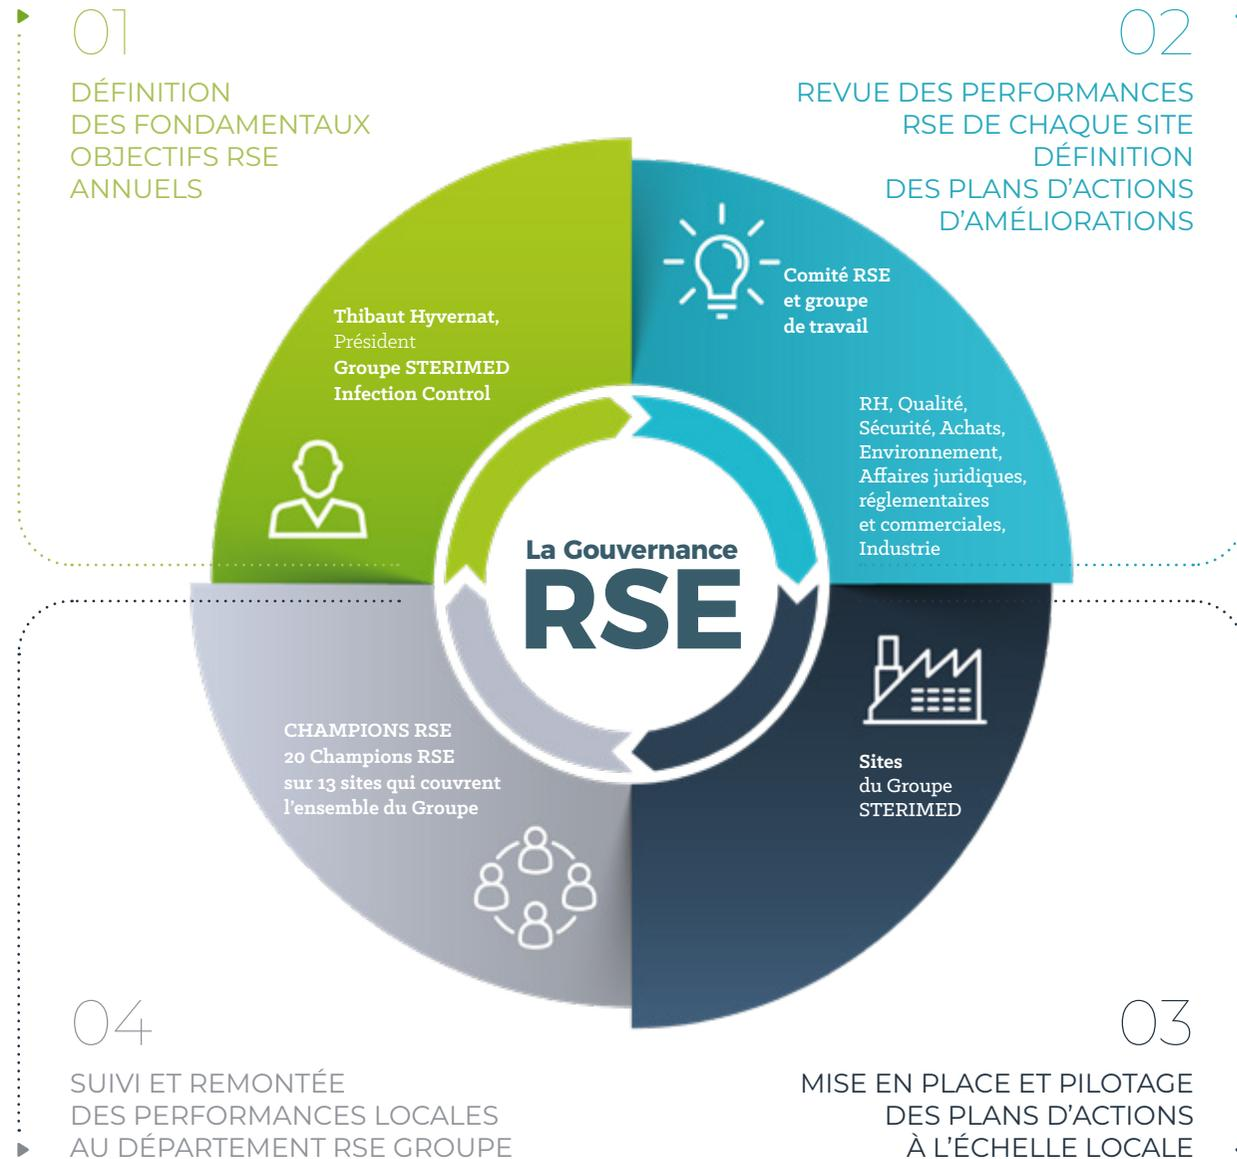 01
DÉFINITION
DES FONDAMENTAUX
OBJECTIFS RSE
ANNUELS
02
REVUE DES PERFORMANCES
RSE DE CHAQUE SITE
DÉFINITION
DES PLANS D’ACTIONS
D’AMÉLIORATIONS
Thibaut Hyvernat,
Président
Groupe STERIMED
Infection Control
Comité RSE
et groupe
de travail
RH, Qualité,
Sécurité, Achats,
Environnement,
Affaires juridiques,
réglementaires
et commerciales,
Industrie
La Gouvernance
RSE
CHAMPIONS RSE
20 Champions RSE
sur 13 sites qui couvrent
l’ensemble du Groupe
Sites
du Groupe
STERIMED
04
SUIVI ET REMONTÉE
DES PERFORMANCES LOCALES
AU DÉPARTEMENT RSE GROUPE
03
MISE EN PLACE ET PILOTAGE
DES PLANS D’ACTIONS
À L’ÉCHELLE LOCALE